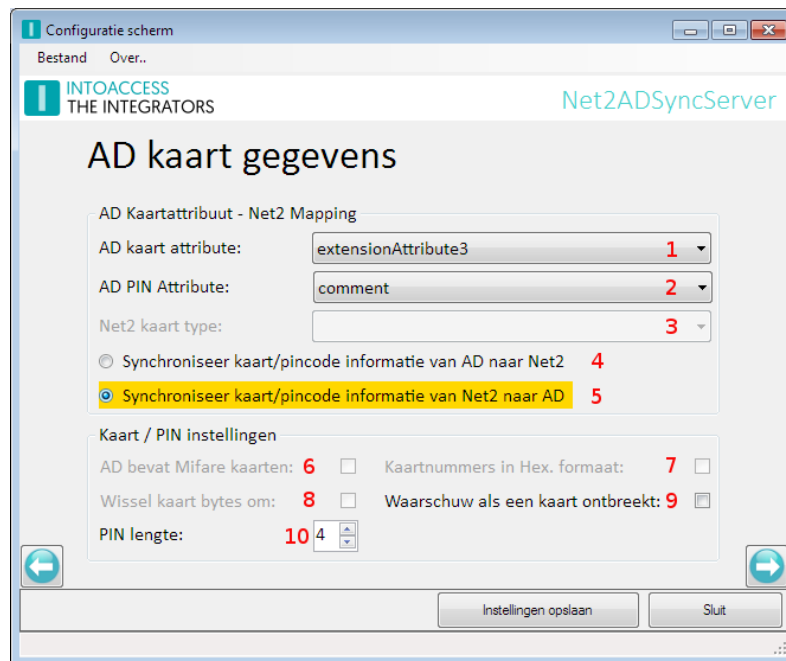 Configuratie scherm
Bestand Over..
INTOACCESS
THE INTEGRATORS
Net2ADSyncServer
AD kaart gegevens
AD Kaartattribuut - Net2 Mapping
AD kaart attribute: extensionAttribute3 1
AD PIN Attribute: comment 2
Net2 kaart type: 3
Synchroniseer kaart/pincode informatie van AD naar Net2 4
Synchroniseer kaart/pincode informatie van Net2 naar AD 5
Kaart / PIN instellingen
AD bevat Mifare kaarten: 6 Kaartnummers in Hex. formaat: 7
Wissel kaart bytes om: 8 Waarschuw als een kaart ontbreekt: 9
PIN lengte: 10 4
Instellingen opslaan Sluit